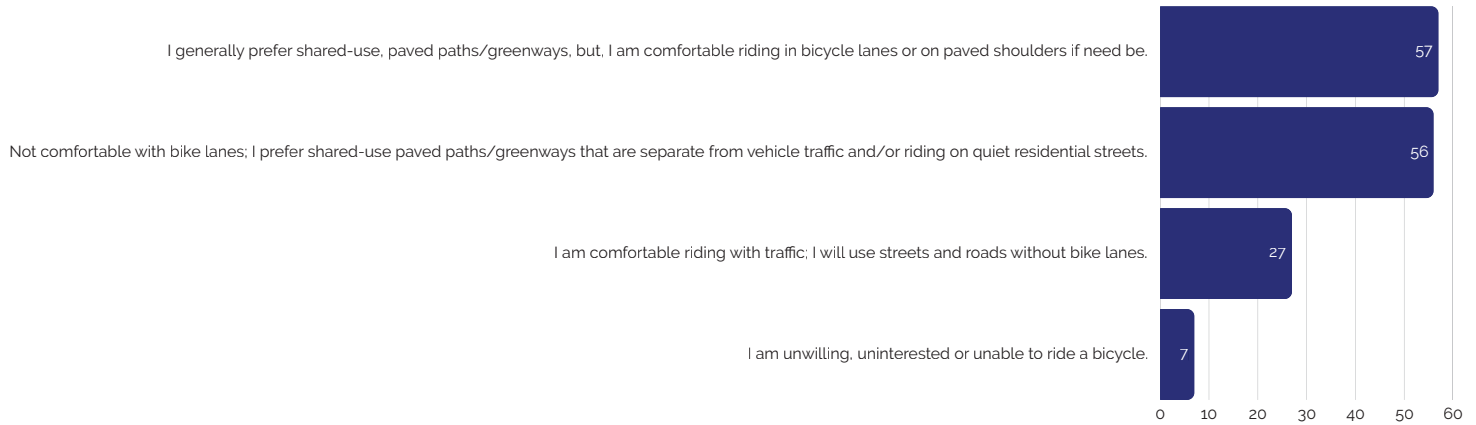 I generally prefer shared-use, paved paths/greenways, but, I am comfortable riding in bicycle lanes or on paved shoulders if need be.
57
Not comfortable with bike lanes; I prefer shared-use paved paths/greenways that are separate from vehicle traffic and/or riding on quiet residential streets.
56
I am comfortable riding with traffic; I will use streets and roads without bike lanes.
27
I am unwilling, uninterested or unable to ride a bicycle.
7
0 10 20 30 40 50 60